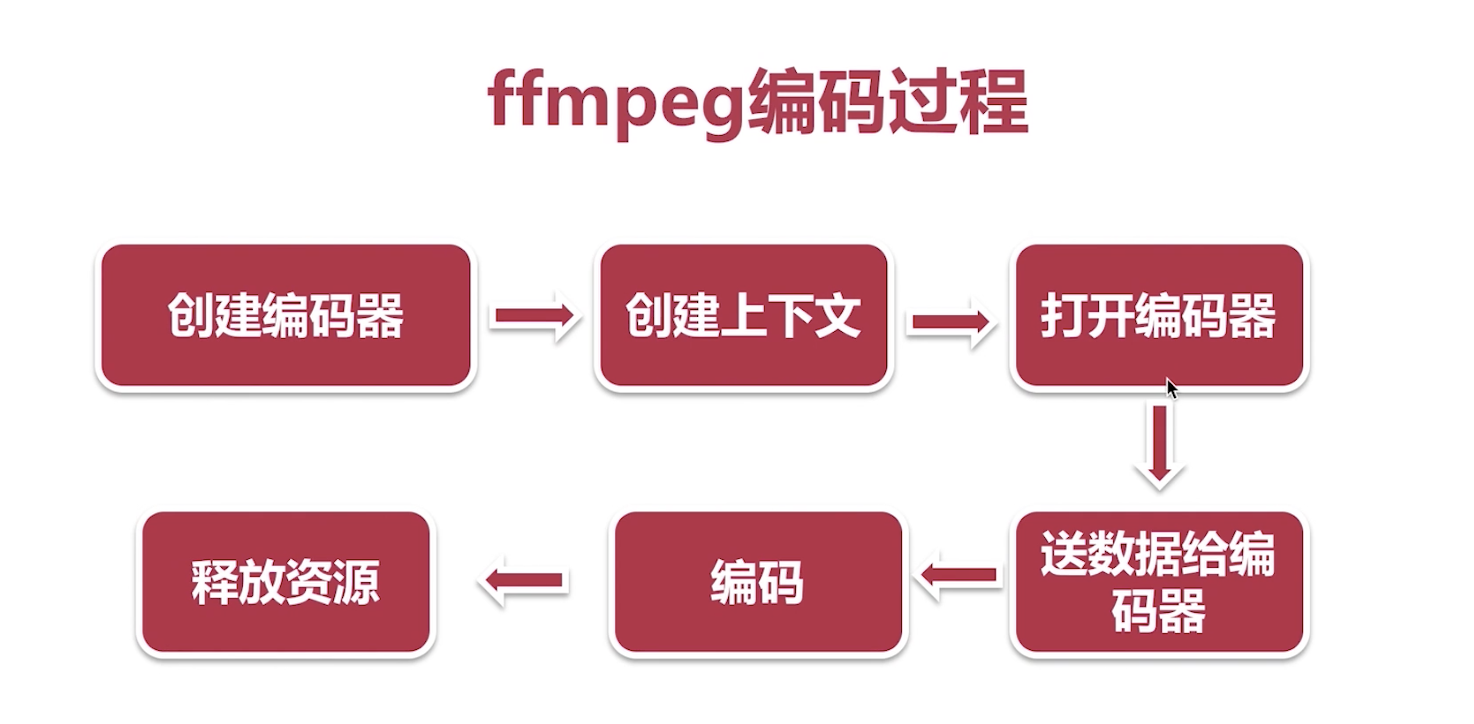 ffmpeg编码过程
创建编码器
创建上下文
打开编码器
送数据给编
码器
编码
释放资源